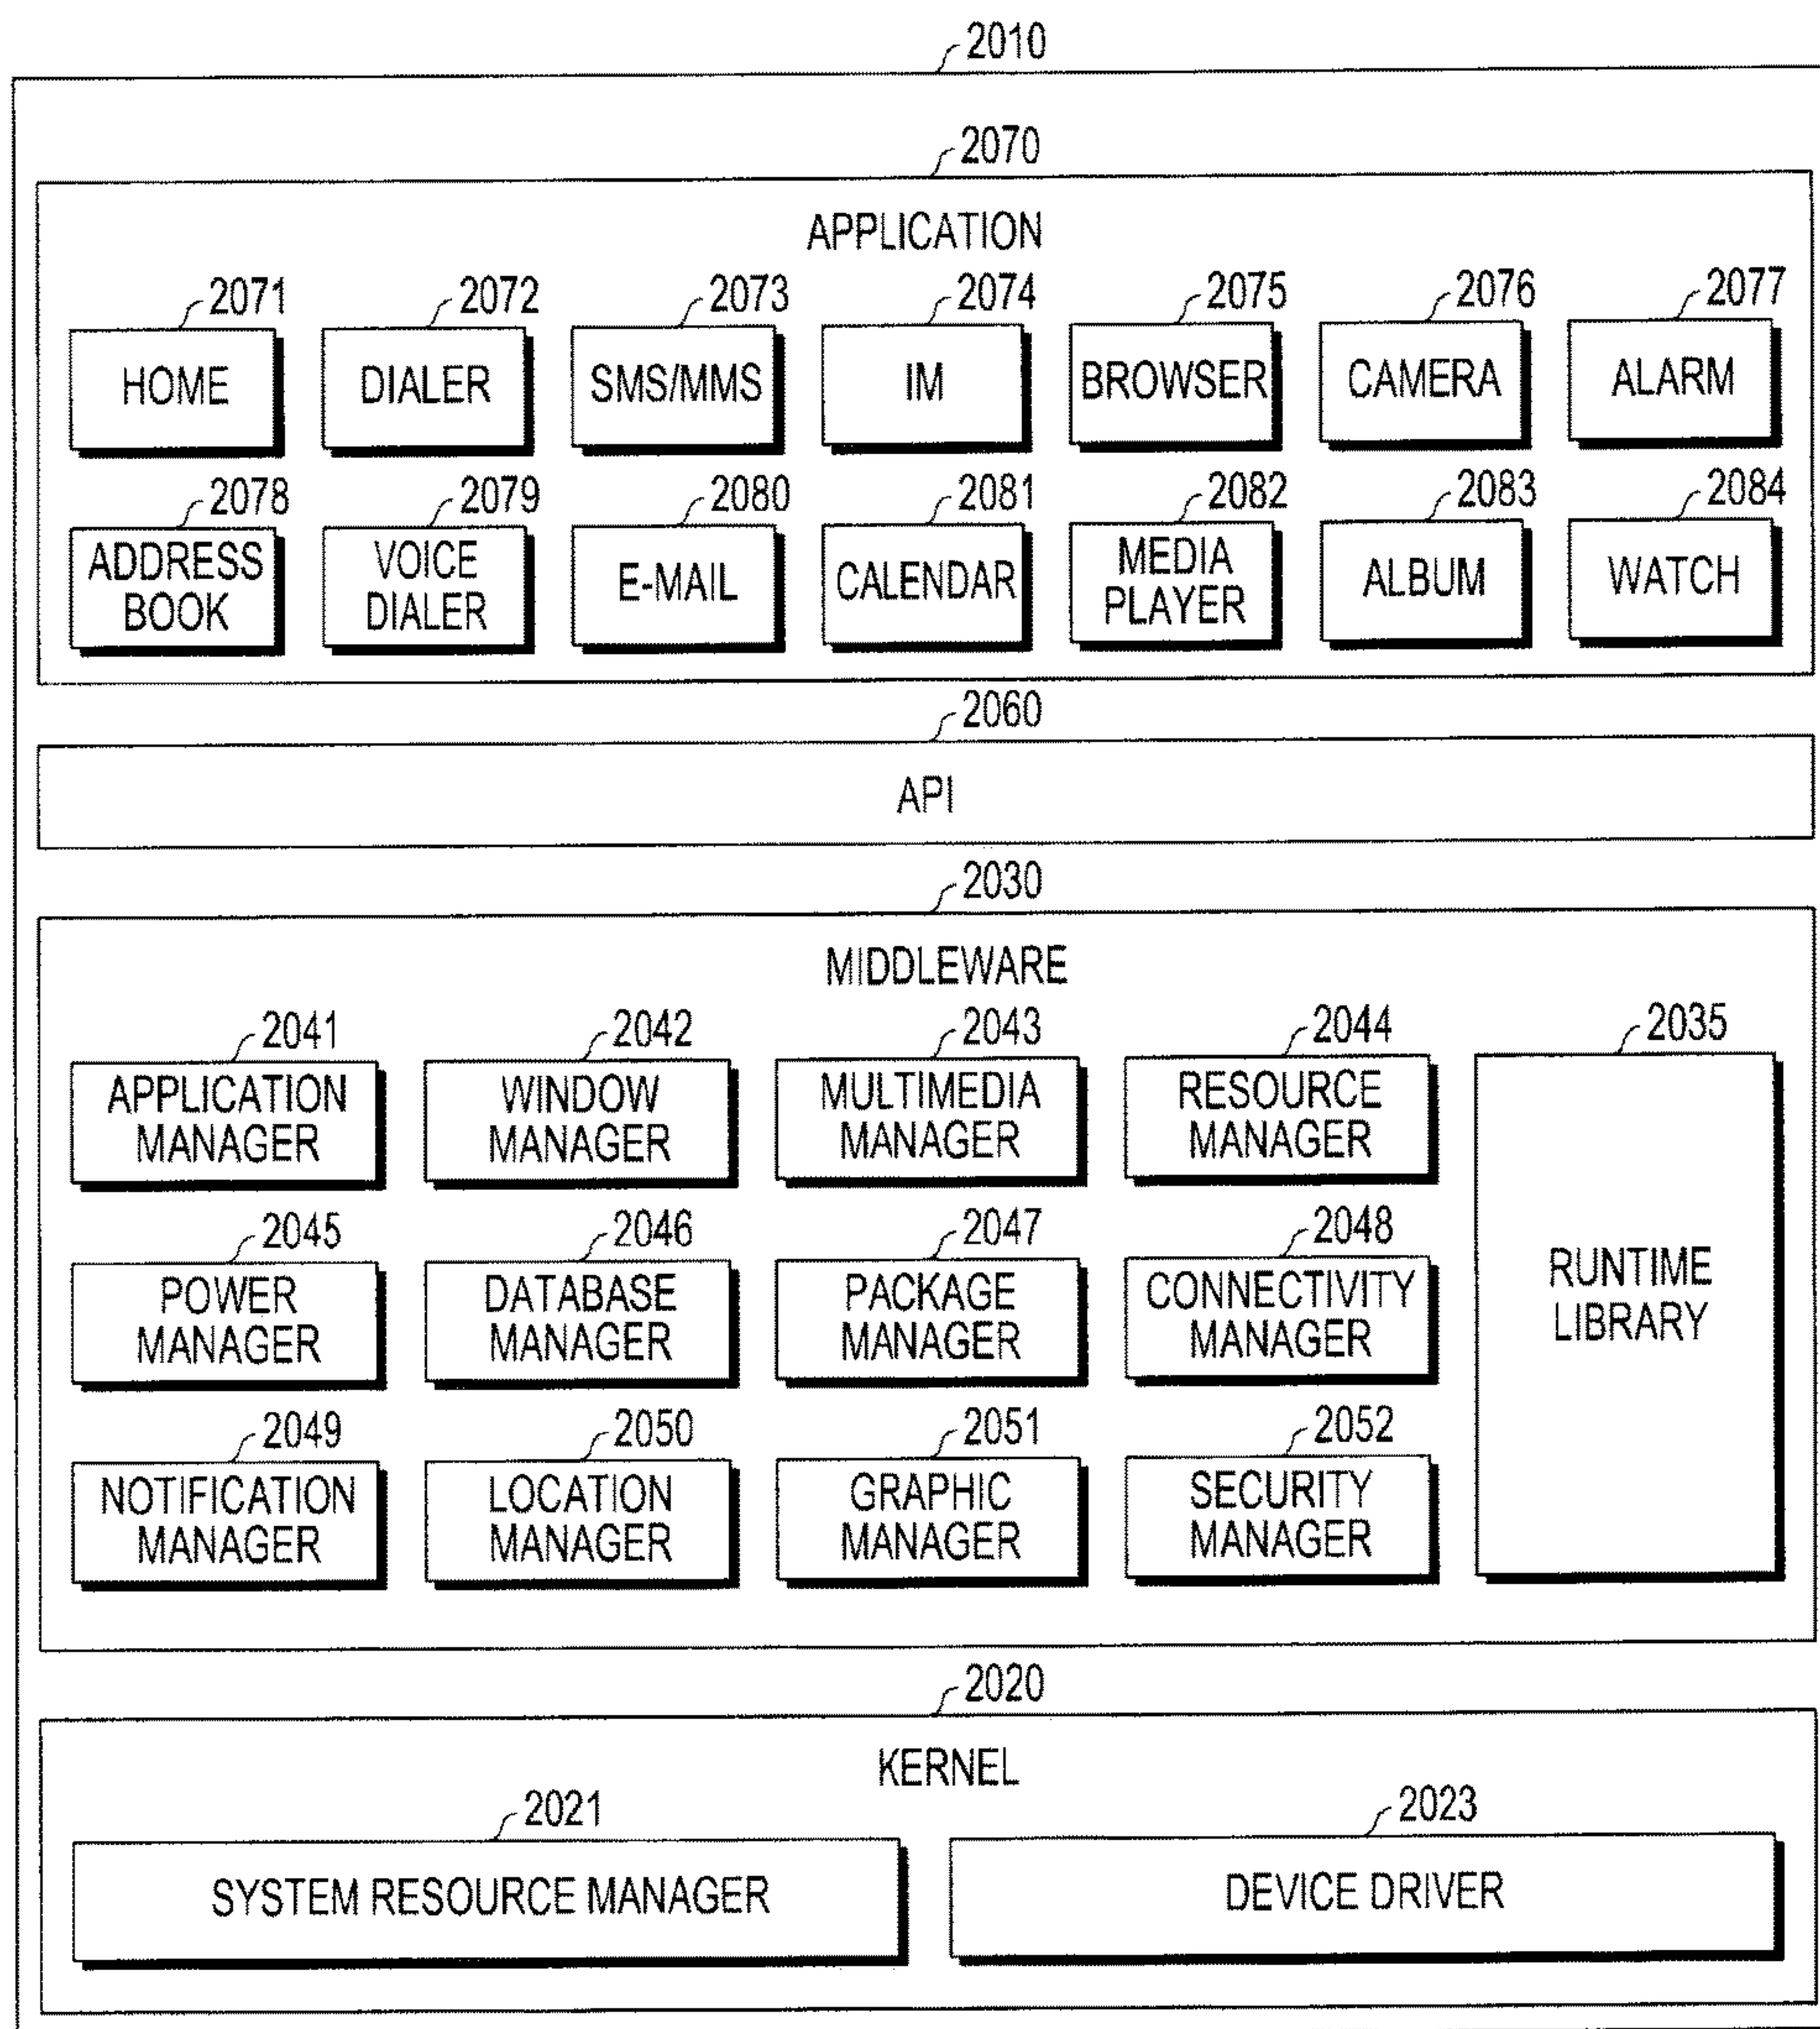 2010
2070
APPLICATION
2071 2072 2073 2074 2075 2076 2077
HOME DIALER SMS/MMS IM BROWSER CAMERA ALARM
2078 2079 2080 2081 2082 2083 2084
ADDRESS BOOK VOICE DIALER E-MAIL CALENDAR MEDIA PLAYER ALBUM WATCH
2060
API
2030
MIDDLEWARE
2041 2042 2043 2044 2035
APPLICATION MANAGER WINDOW MANAGER MULTIMEDIA MANAGER RESOURCE MANAGER
2045 2046 2047 2048
POWER MANAGER DATABASE MANAGER PACKAGE MANAGER CONNECTIVITY MANAGER RUNTIME LIBRARY
2049 2050 2051 2052
NOTIFICATION MANAGER LOCATION MANAGER GRAPHIC MANAGER SECURITY MANAGER
2020
KERNEL
2021 2023
SYSTEM RESOURCE MANAGER DEVICE DRIVER